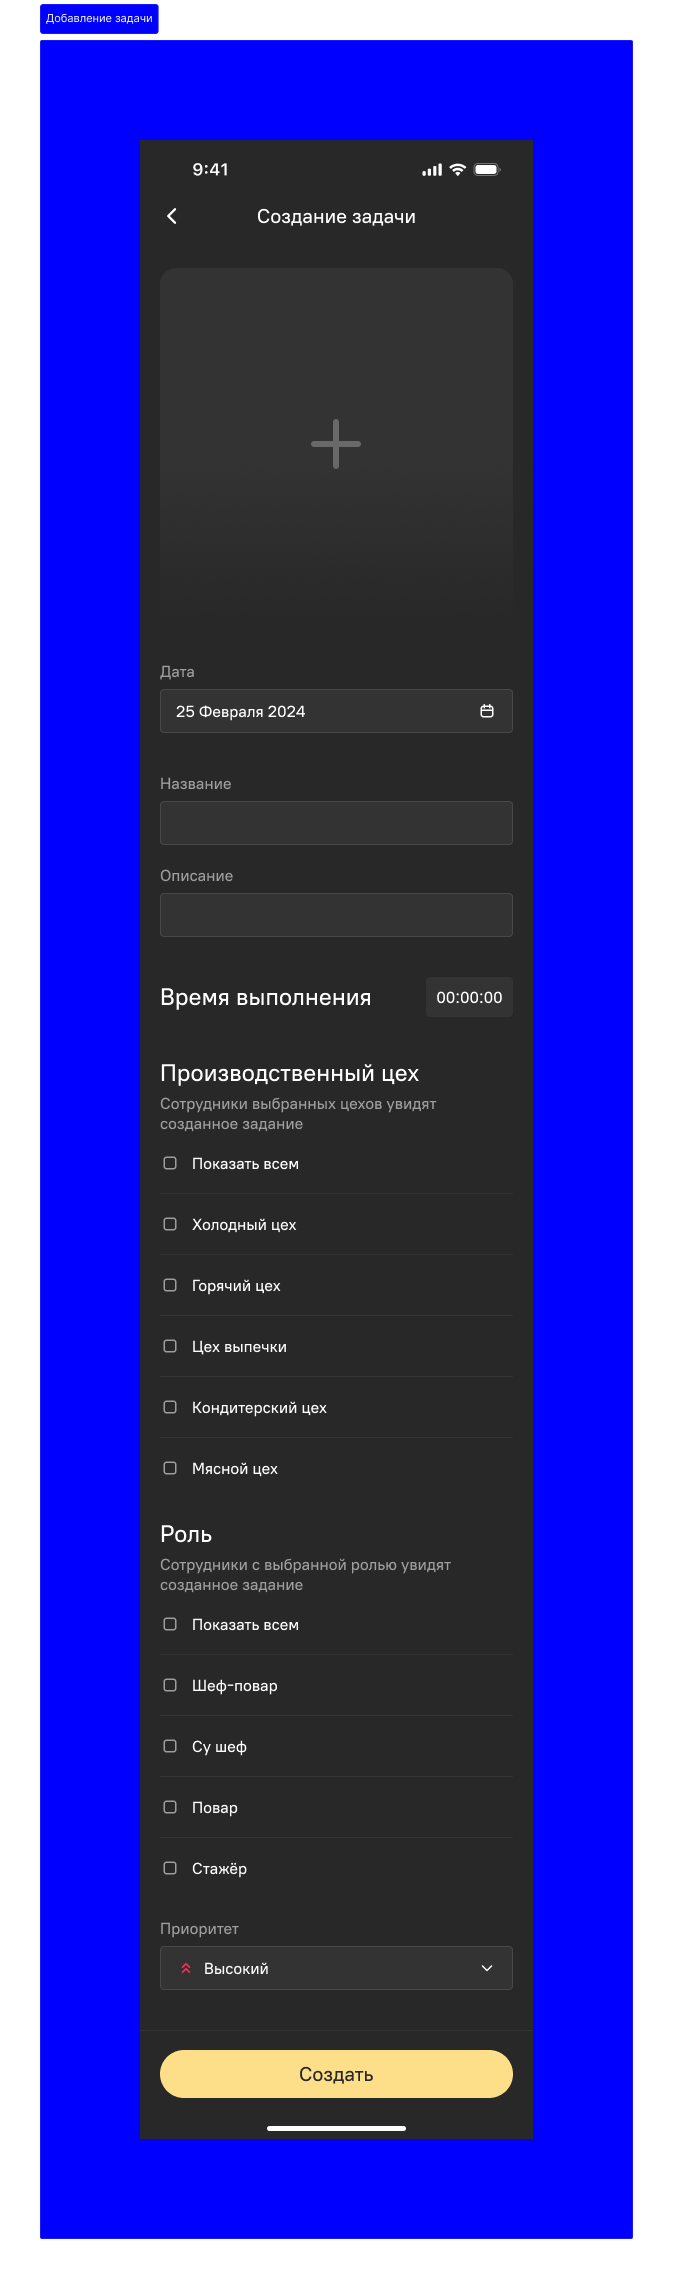 Добавление задачи
9:41
Создание задачи
Дата
25 Февраля 2024
Название
Описание
Время выполнения
00:00:00
Производственный цех
Сотрудники выбранных цехов увидят
созданное задание
Показать всем
Холодный цех
Горячий цех
Цех выпечки
Кондитерский цех
Мясной цех
Роль
Сотрудники с выбранной ролью увидят
созданное задание
Показать всем
Шеф-повар
Су шеф
Повар
Стажёр
Приоритет
Высокий
Создать